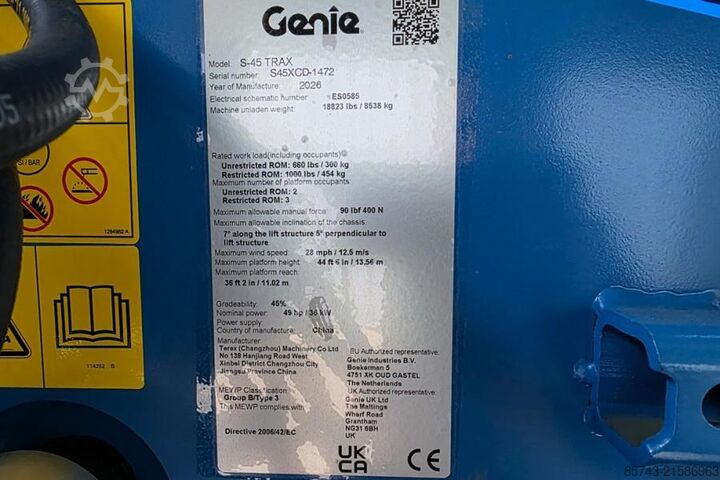 Genie
Model: S-45 TRAX
Serial number: S45XCD-1472
Year of Manufacture: 2026
Electrical schematic number: ES0585
Machine unladen weight: 18823 lbs / 8538 kg
Rated work load(including occupants)
Unrestricted ROM: 660 lbs / 300 kg
Restricted ROM: 1000 lbs / 454 kg
Maximum number of platform occupants
Unrestricted ROM: 2
Restricted ROM: 3
Maximum allowable manual force: 90 lbf 400 N
Maximum allowable inclination of the chassis:
7° along the lift structure 5° perpendicular to
lift structure
Maximum wind speed: 28 mph / 12.5 m/s
Maximum platform height: 44 ft 6 in / 13.56 m
Maximum platform reach:
36 ft 2 in / 11.02 m
Gradeability: 45%
Nominal power: 49 hp / 36 kW
Power supply:
Country of manufacture: China
Manufacturer
Terex (Changzhou) Machinery Co Ltd
No 138 Hanjiang Road West
Xinbei District Changzhou City
Jiangsu Province China
MEWP Classification
Group B/Type 3
This MEWP complies with:
Directive 2006/42/EC
EU Authorized representative:
Genie Industries B.V.
Boekerman 5
4751 XK OUD GASTEL
The Netherlands
UK Authorized representative:
Genie UK Ltd
The Maltings
Wharf Road
Grantham
NG31 6BH
UK
UK
CA
CE
SI / BAR
1284982 A
114252 B
85743-21586963